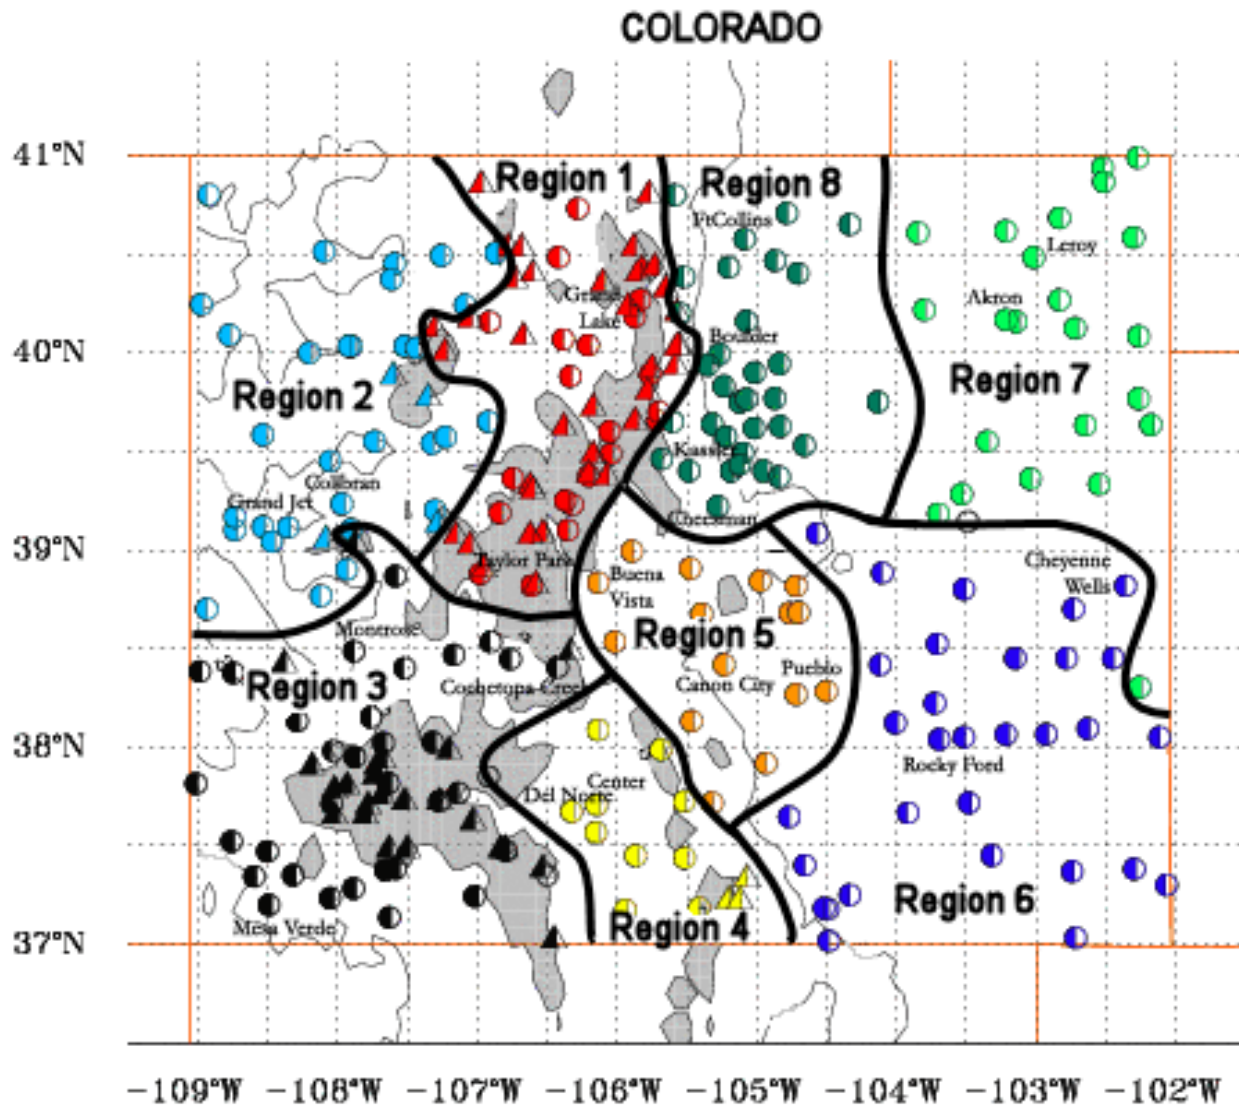 COLORADO
41°N
Region 1
Region 8
FtCollins
Leroy
Grand
Lake
Akron
40°N
Boulder
Region 2
Region 7
Kassler
Collbran
Grand Jct
Cheesman
39°N
Taylor Park
Buena
Vista
Cheyenne
Wells
Montrose
Region 5
Region 3
Cochetopa Creek
Canon City
Pueblo
38°N
Rocky Ford
Center
Del Norte
Region 6
Mesa Verde
Region 4
37°N
-109°W -108°W -107°W -106°W -105°W -104°W -103°W -102°W